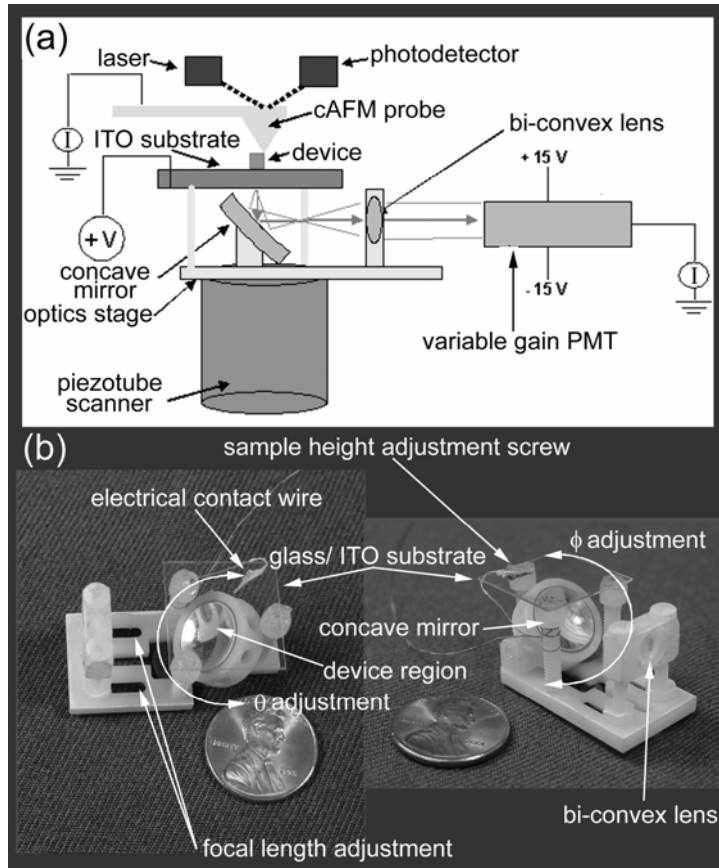 (a)
laser
photodetector
I
cAFM probe
ITO substrate
device
bi-convex lens
+ 15 V
+ V
I
concave
mirror
optics stage
- 15 V
variable gain PMT
piezotube
scanner
(b)
sample height adjustment screw
electrical contact wire
glass/ ITO substrate
ϕ adjustment
concave mirror
device region
θ adjustment
bi-convex lens
focal length adjustment